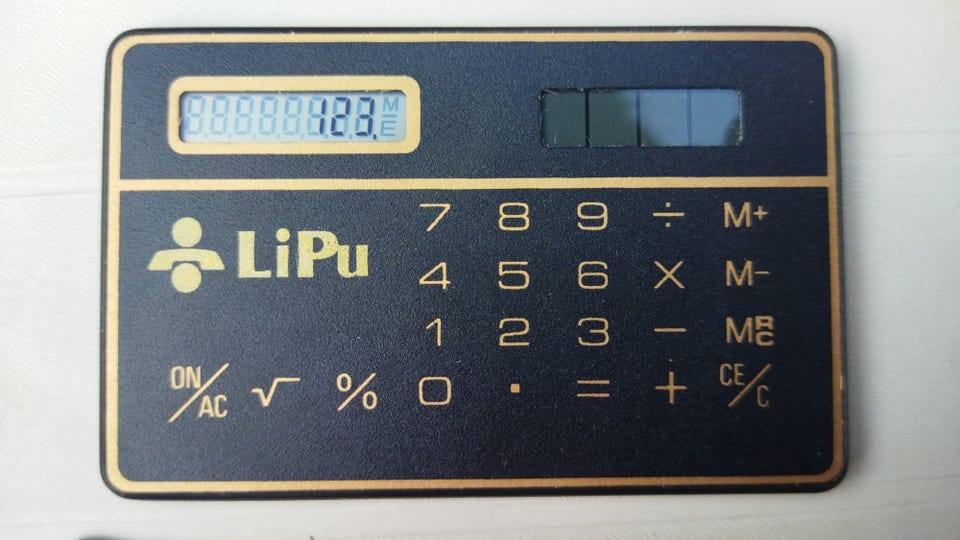 123.
7 8 9 ÷ M+
LiPu
4 5 6 × M−
1 2 3 − MRC
ON/AC √ % 0 . = + CE/C